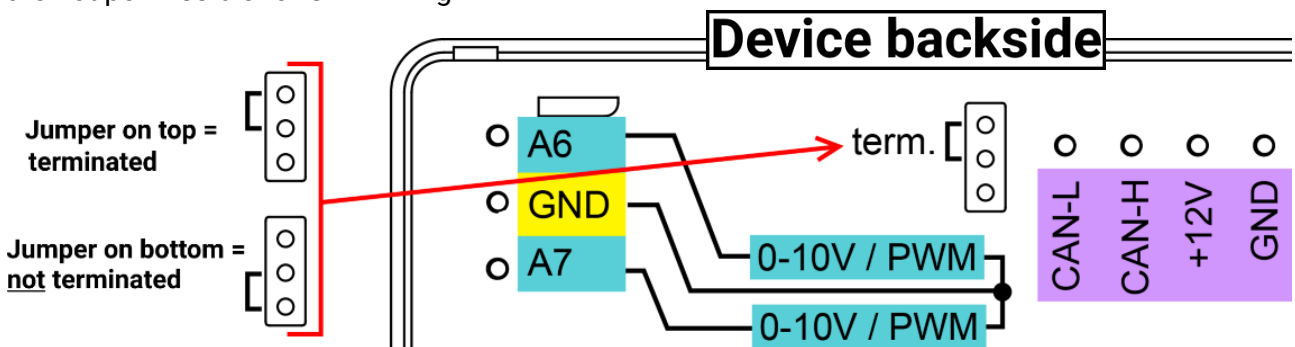 Device backside
Jumper on top =
terminated
Jumper on bottom =
not terminated
A6
GND
A7
0-10V / PWM
0-10V / PWM
term.
CAN-L
CAN-H
+12V
GND